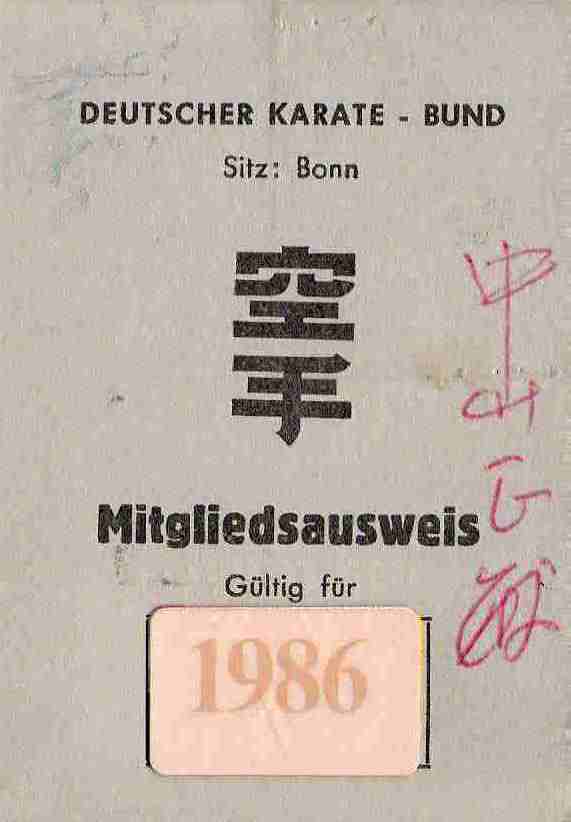 DEUTSCHER KARATE - BUND
Sitz: Bonn
空手
Mitgliedsausweis
Gültig für
1986
中山正敏